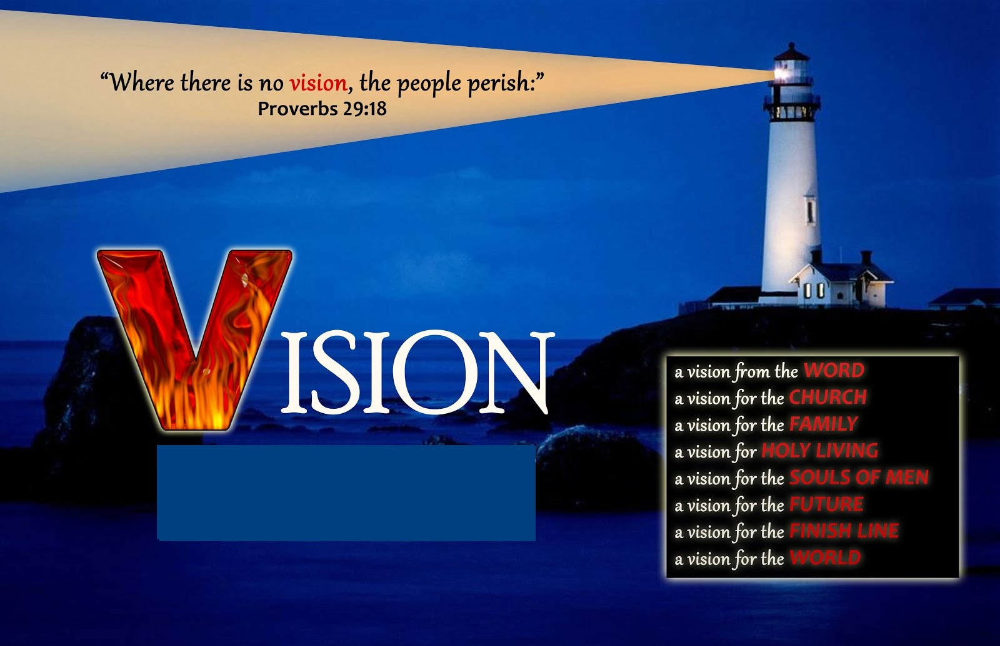 “Where there is no vision, the people perish:”
Proverbs 29:18
VISION
a vision from the WORD
a vision for the CHURCH
a vision for the FAMILY
a vision for HOLY LIVING
a vision for the SOULS OF MEN
a vision for the FUTURE
a vision for the FINISH LINE
a vision for the WORLD